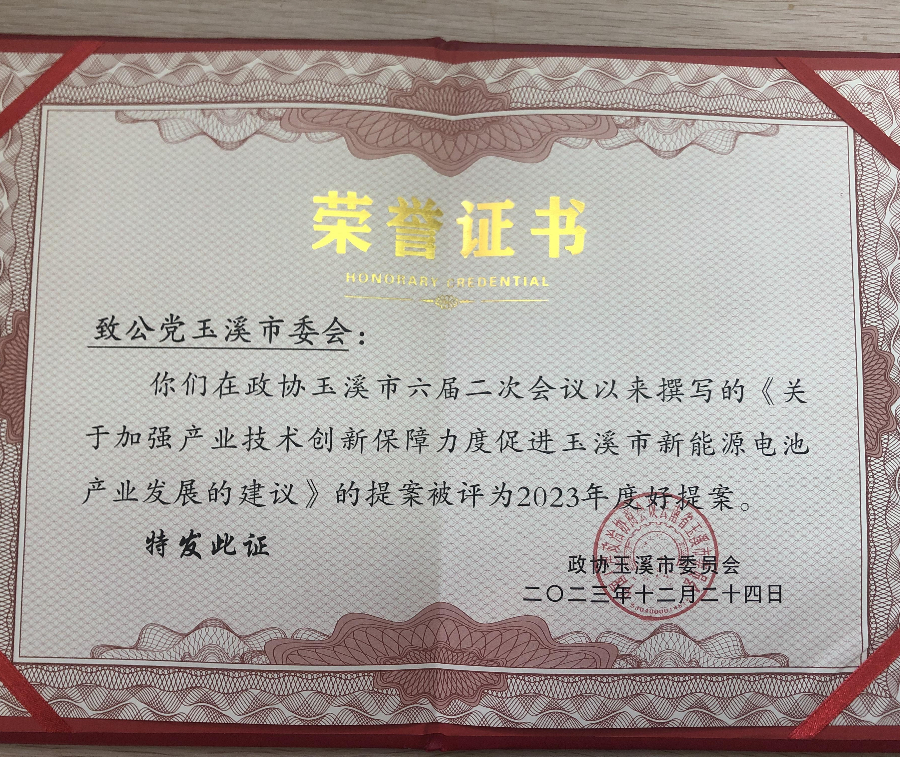 荣誉证书
HONORARY CREDENTIAL
致公党玉溪市委会:
你们在政协玉溪市六届二次会议以来撰写的《关
于加强产业技术创新保障力度促进玉溪市新能源电池
产业发展的建议》的提案被评为2023年度好提案。
特发此证
政协玉溪市委员会
二〇二三年十二月二十四日